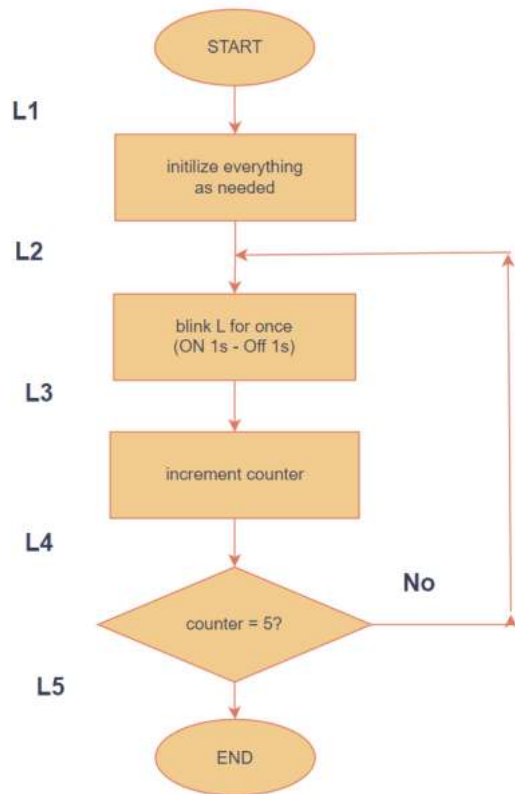 START
L1
initilize everything
as needed
L2
blink L for once
(ON 1s - Off 1s)
L3
increment counter
L4
No
counter = 5?
L5
END